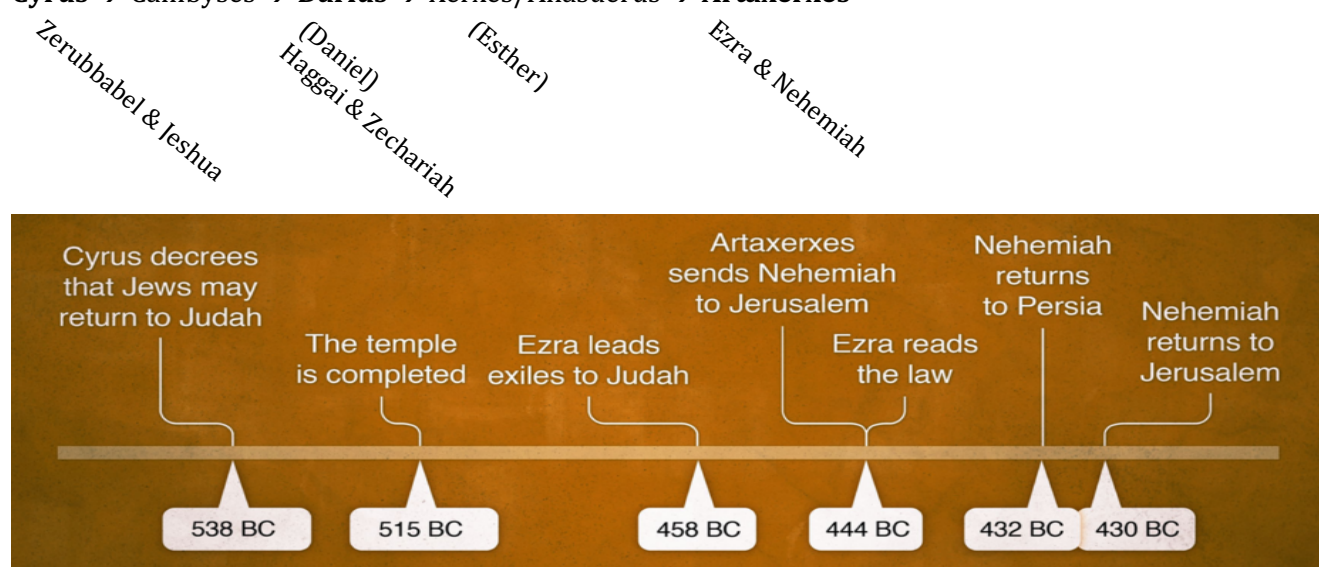 Cyrus → Cambyses → Darius → Xerxes/Ahasuerus → Artaxerxes
Zerubbabel & Jeshua
(Daniel)
Haggai & Zechariah
(Esther)
Ezra & Nehemiah
Cyrus decrees
that Jews may
return to Judah
The temple
is completed
Ezra leads
exiles to Judah
Artaxerxes
sends Nehemiah
to Jerusalem
Ezra reads
the law
Nehemiah
returns
to Persia
Nehemiah
returns to
Jerusalem
538 BC
515 BC
458 BC
444 BC
432 BC
430 BC